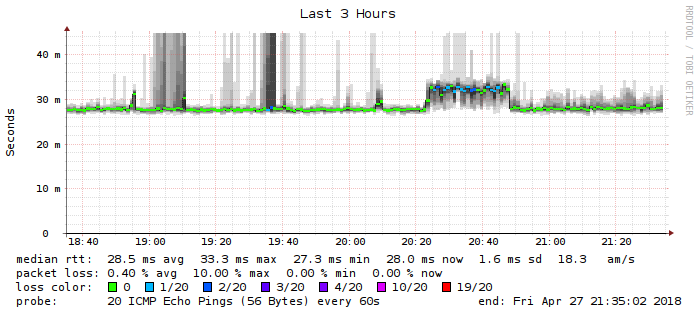 Last 3 Hours
RRDTOOL / TOBI OETIKER
Seconds
40 m
30 m
20 m
10 m
0
18:40 19:00 19:20 19:40 20:00 20:20 20:40 21:00 21:20
median rtt: 28.5 ms avg 33.3 ms max 27.3 ms min 28.0 ms now 1.6 ms sd 18.3 am/s
packet loss: 0.40 % avg 10.00 % max 0.00 % min 0.00 % now
loss color: 0 1/20 2/20 3/20 4/20 10/20 19/20
probe: 20 ICMP Echo Pings (56 Bytes) every 60s end: Fri Apr 27 21:35:02 2018